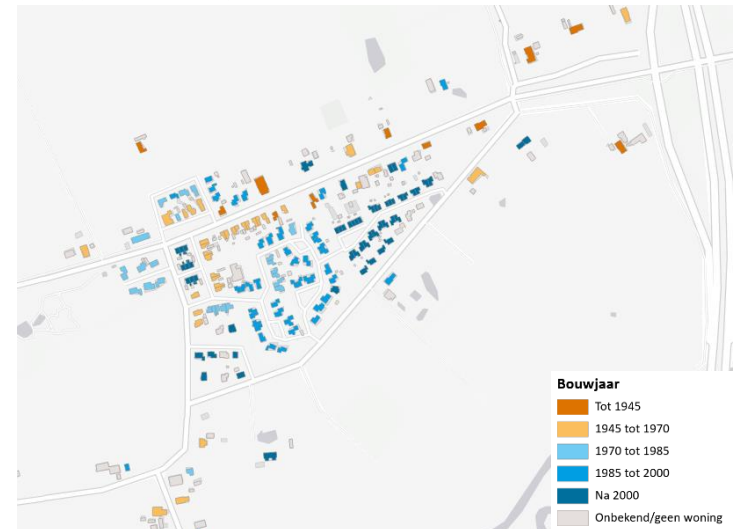 Bouwjaar
Tot 1945
1945 tot 1970
1970 tot 1985
1985 tot 2000
Na 2000
Onbekend/geen woning